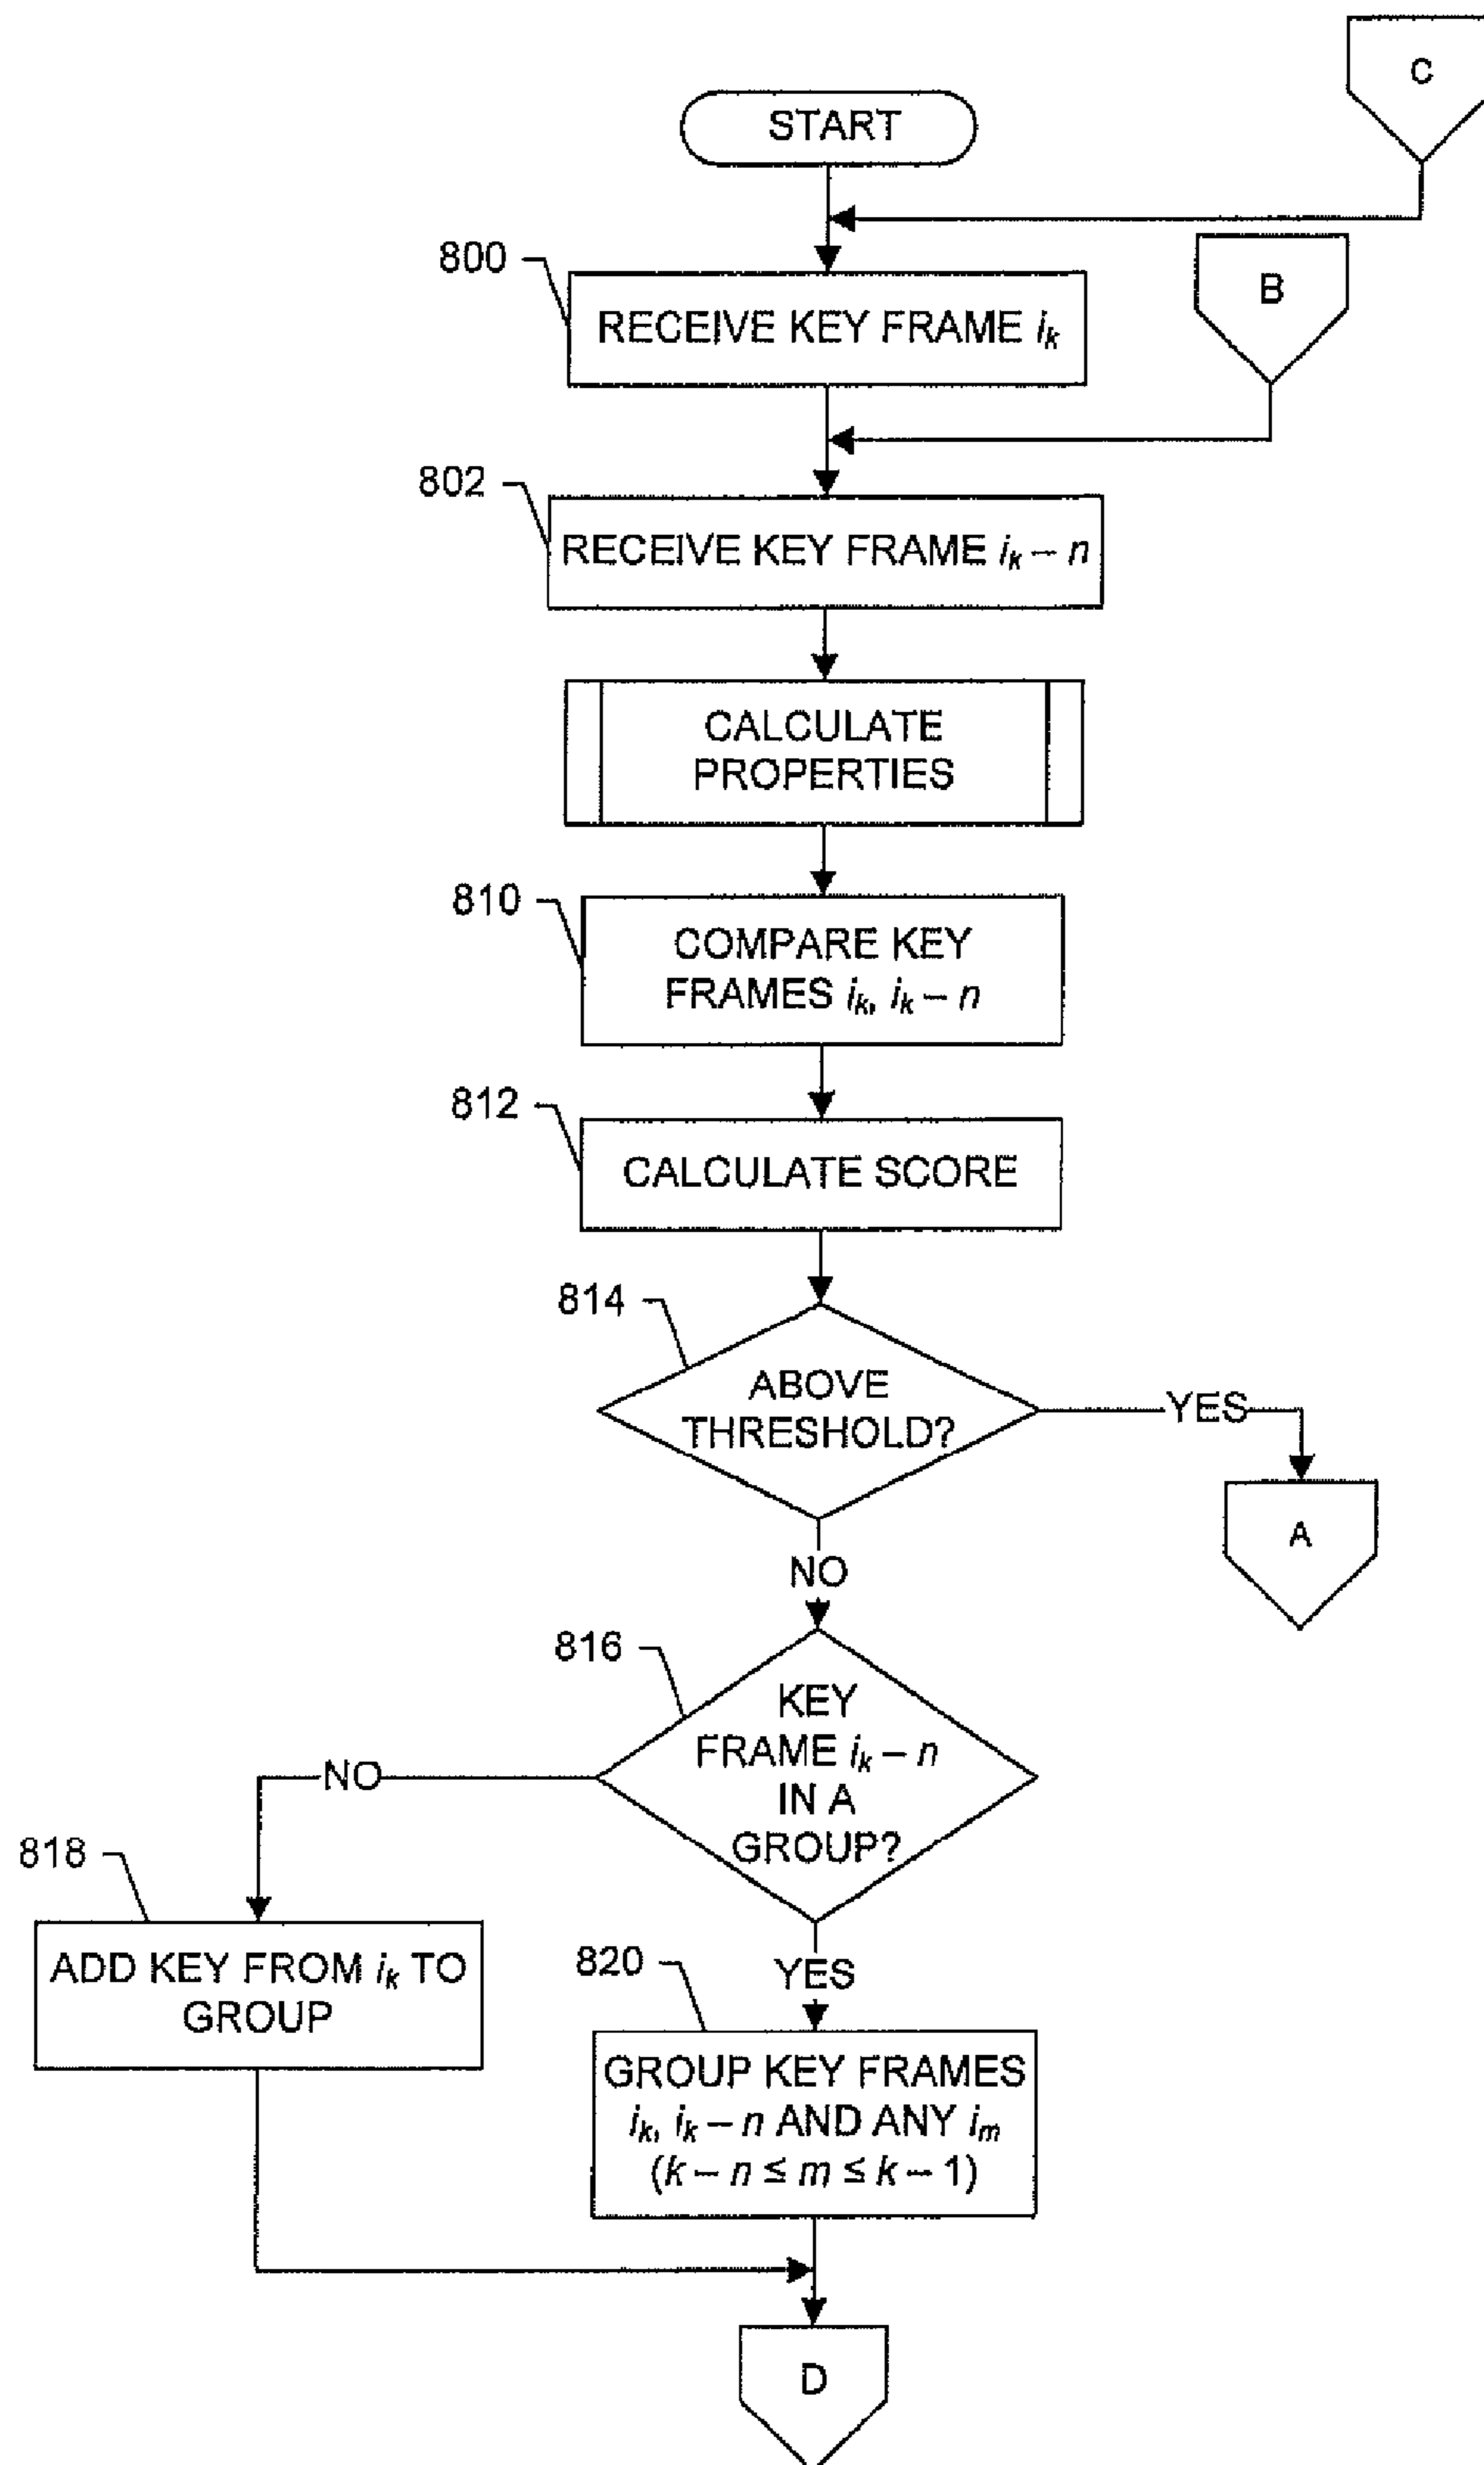 C
START
800
RECEIVE KEY FRAME iₖ
B
802
RECEIVE KEY FRAME iₖ – n
CALCULATE
PROPERTIES
810
COMPARE KEY
FRAMES iₖ, iₖ – n
812
CALCULATE SCORE
814
ABOVE
THRESHOLD?
YES
A
NO
816
KEY
FRAME iₖ – n
IN A
GROUP?
NO
818
ADD KEY FROM iₖ TO
GROUP
YES
820
GROUP KEY FRAMES
iₖ, iₖ – n AND ANY iₘ
(k – n ≤ m ≤ k – 1)
D